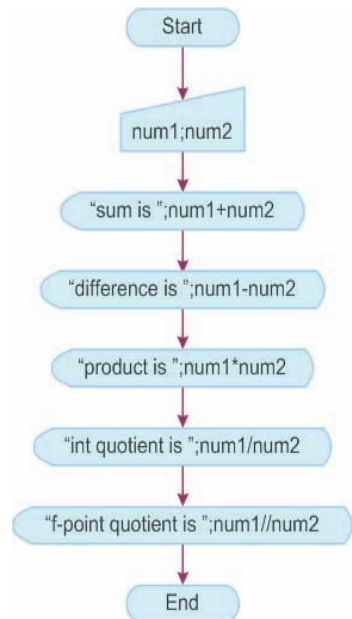 Start
num1;num2
“sum is ”;num1+num2
“difference is ”;num1-num2
“product is ”;num1*num2
“int quotient is ”;num1/num2
“f-point quotient is ”;num1//num2
End